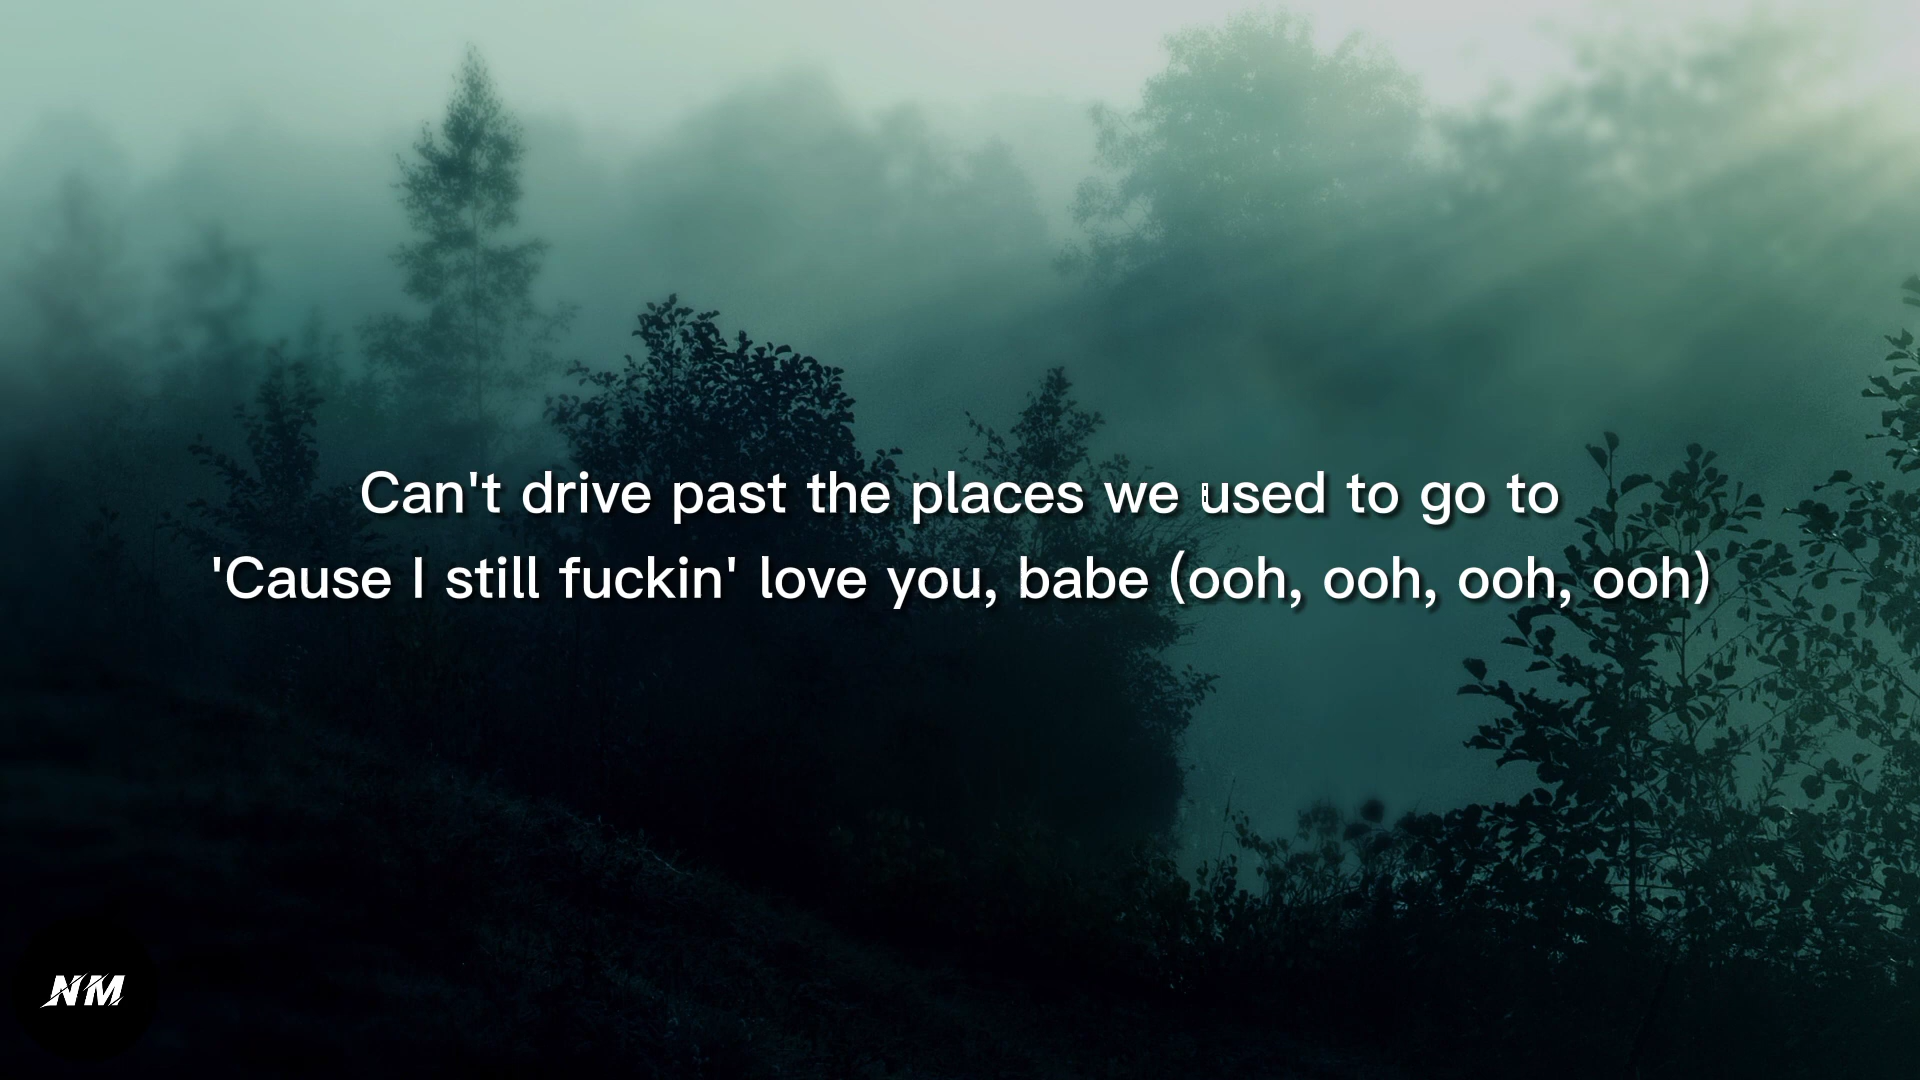 Can't drive past the places we used to go to
'Cause I still fuckin' love you, babe (ooh, ooh, ooh, ooh)
NM